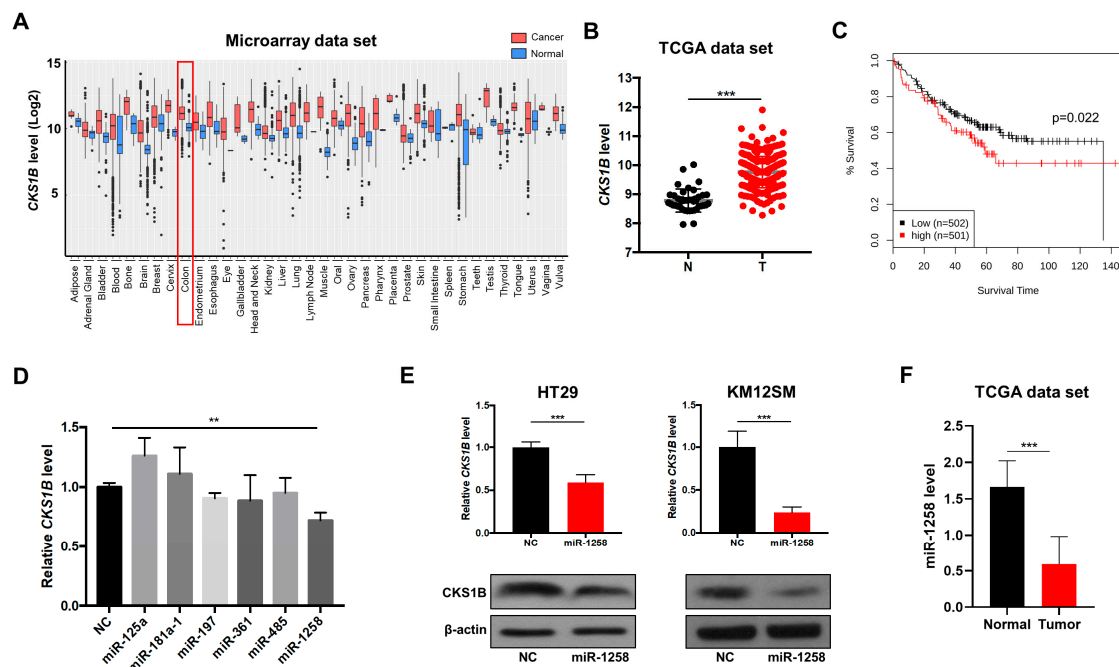 A
Microarray data set
Cancer
Normal
CKS1B level (Log2)
15
10
5
Adipose
Adrenal Gland
Bladder
Blood
Bone
Brain
Breast
Cervix
Colon
Endometrium
Esophagus
Eye
Gallbladder
Head and Neck
Kidney
Liver
Lung
Lymph Node
Muscle
Oral
Ovary
Pancreas
Pharynx
Placenta
Prostate
Skin
Small Intestine
Spleen
Stomach
Teeth
Testis
Thyroid
Tongue
Uterus
Vagina
Vulva
B
TCGA data set
CKS1B level
13
12
11
10
9
8
7
***
N
T
C
% Survival
1.0
0.8
0.6
0.4
0.2
0.0
p=0.022
Low (n=502)
high (n=501)
0 20 40 60 80 100 120 140
Survival Time
D
Relative CKS1B level
1.5
1.0
0.5
0.0
**
NC
miR-125a
miR-181a-1
miR-197
miR-361
miR-485
miR-1258
E
HT29
Relative CKS1B level
1.5
1.0
0.5
0.0
***
NC miR-1258
KM12SM
Relative CKS1B level
1.5
1.0
0.5
0.0
***
NC miR-1258
CKS1B
β-actin
NC miR-1258
NC miR-1258
F
TCGA data set
miR-1258 level
2.5
2.0
1.5
1.0
0.5
0.0
***
Normal Tumor